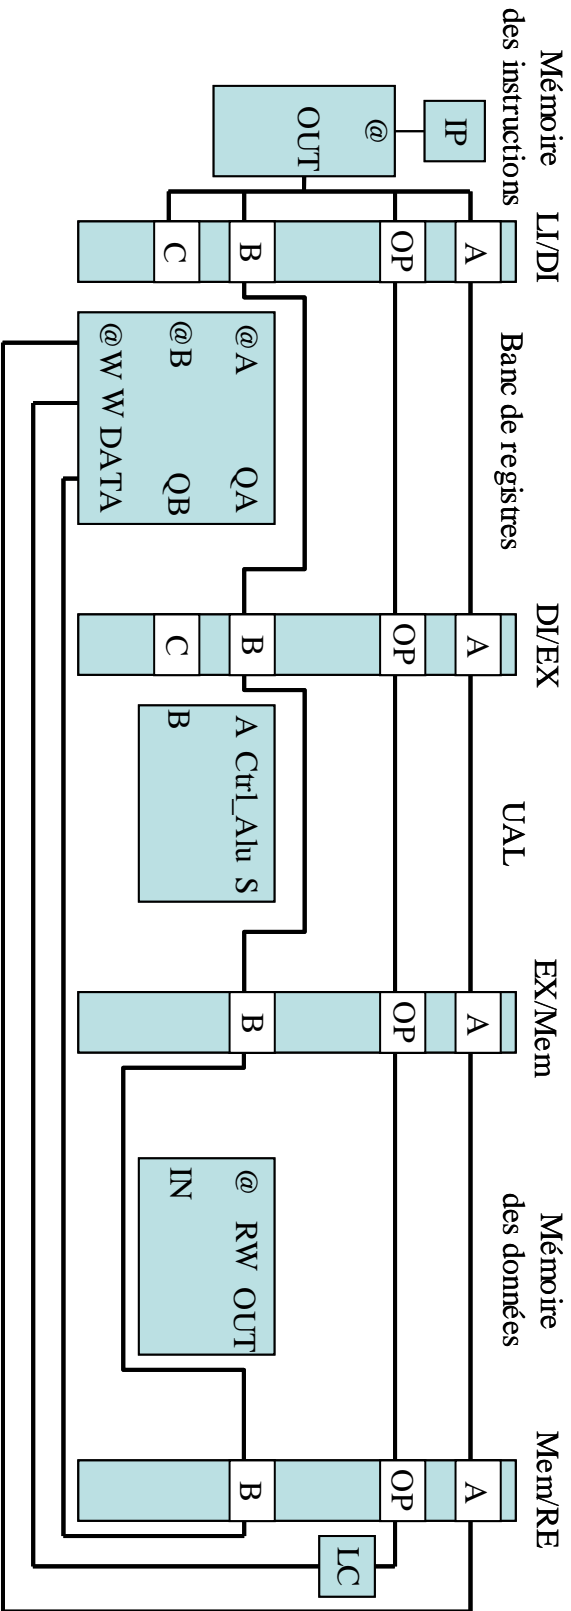 Mémoire
des instructions
LI/DI
Banc de registres
DI/EX
UAL
EX/Mem
Mémoire
des données
Mem/RE
IP
@
OUT
A
OP
B
C
@A
QA
@B
QB
@W W DATA
A
OP
B
C
A Ctrl_Alu S
B
A
OP
B
@ RW OUT
IN
A
OP
B
LC